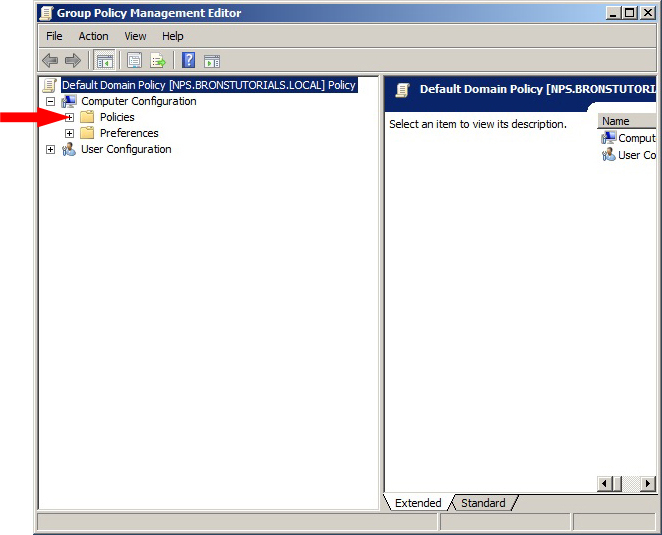 Group Policy Management Editor
File Action View Help
Default Domain Policy [NPS.BRONSTUTORIALS.LOCAL] Policy
Computer Configuration
Policies
Preferences
User Configuration
Default Domain Policy [NPS.BRONSTUTORI
Select an item to view its description.
Name
Comput
User Co
Extended Standard